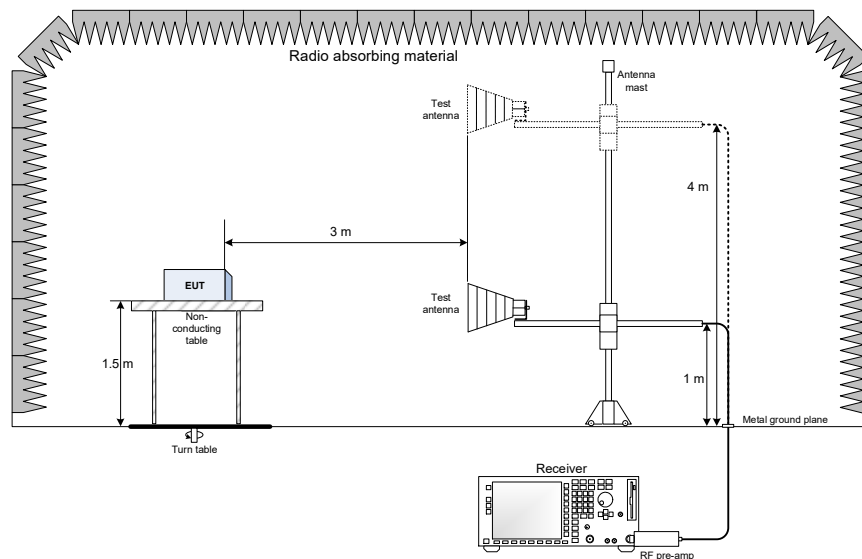 Radio absorbing material
Antenna
mast
Test
antenna
4 m
3 m
EUT
Test
antenna
Non-
conducting
table
1.5 m
1 m
Metal ground plane
Turn table
Receiver
RF pre-amp